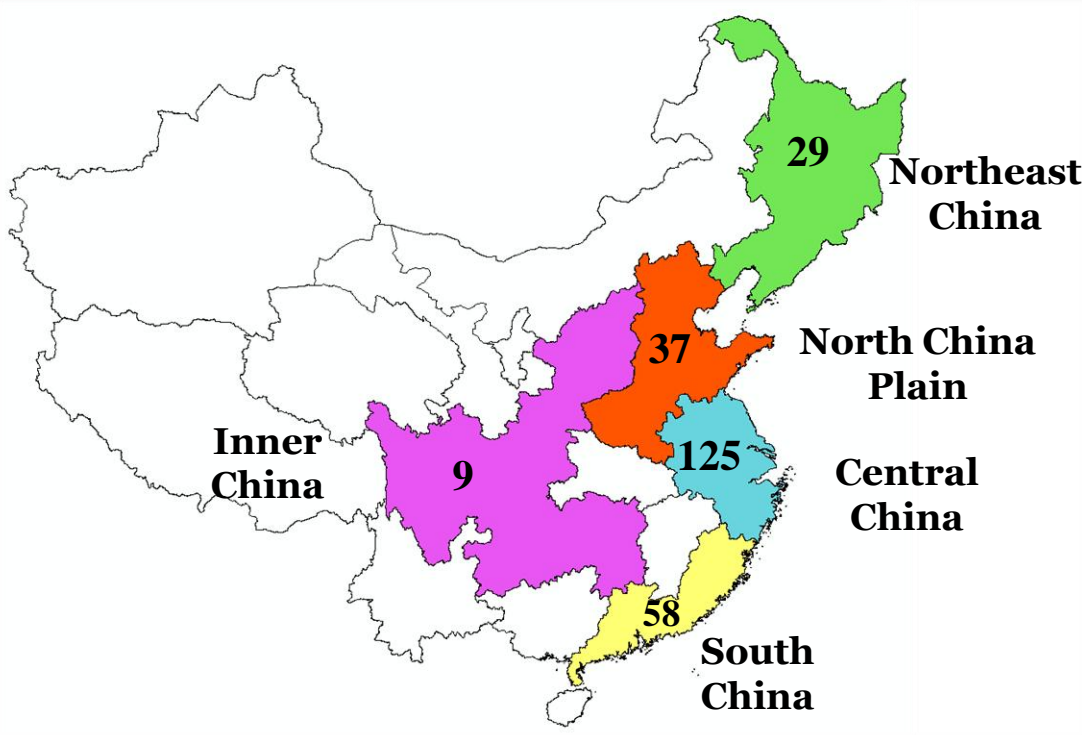 29
Northeast
China
37
North China
Plain
Inner
China
9
125
Central
China
58
South
China